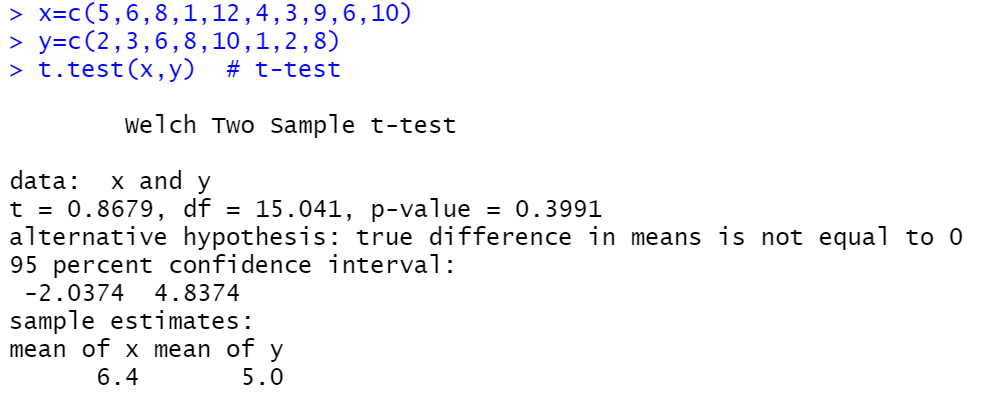 > x=c(5,6,8,1,12,4,3,9,6,10)
> y=c(2,3,6,8,10,1,2,8)
> t.test(x,y)  # t-test
Welch Two Sample t-test
data:  x and y
t = 0.8679, df = 15.041, p-value = 0.3991
alternative hypothesis: true difference in means is not equal to 0
95 percent confidence interval:
-2.0374  4.8374
sample estimates:
mean of x mean of y
6.4       5.0